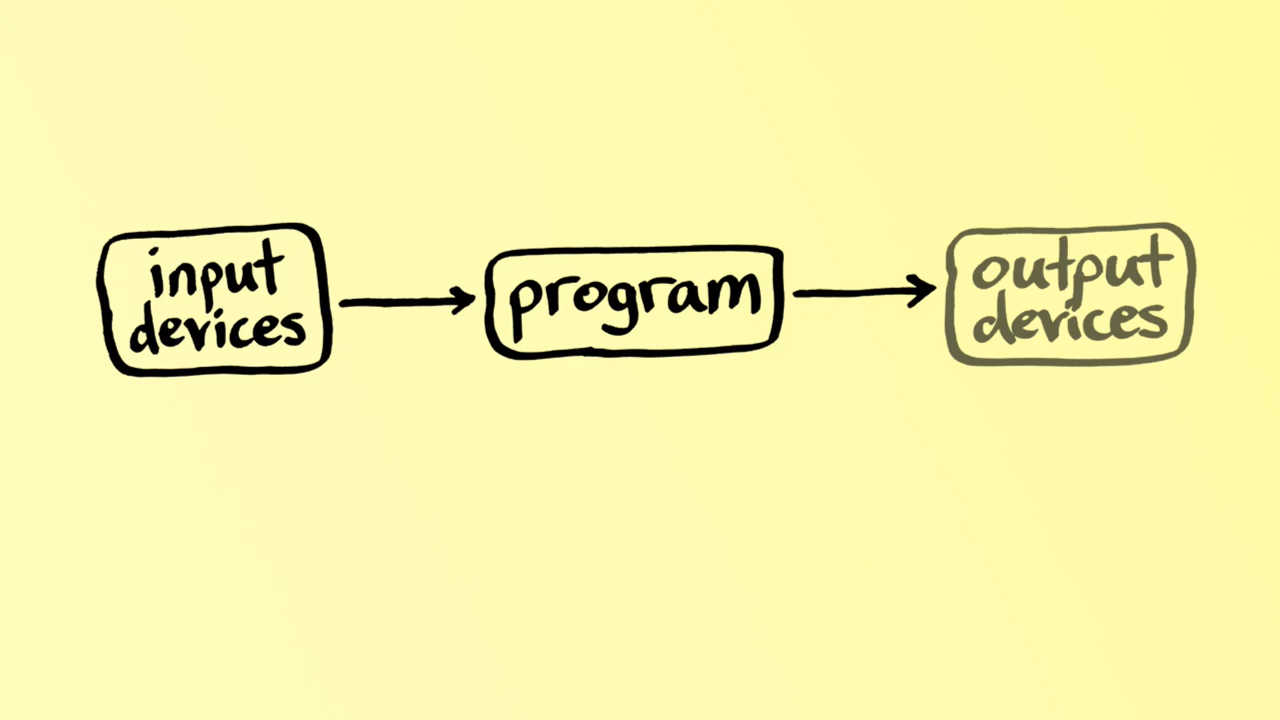 input
devices
program
output
devices